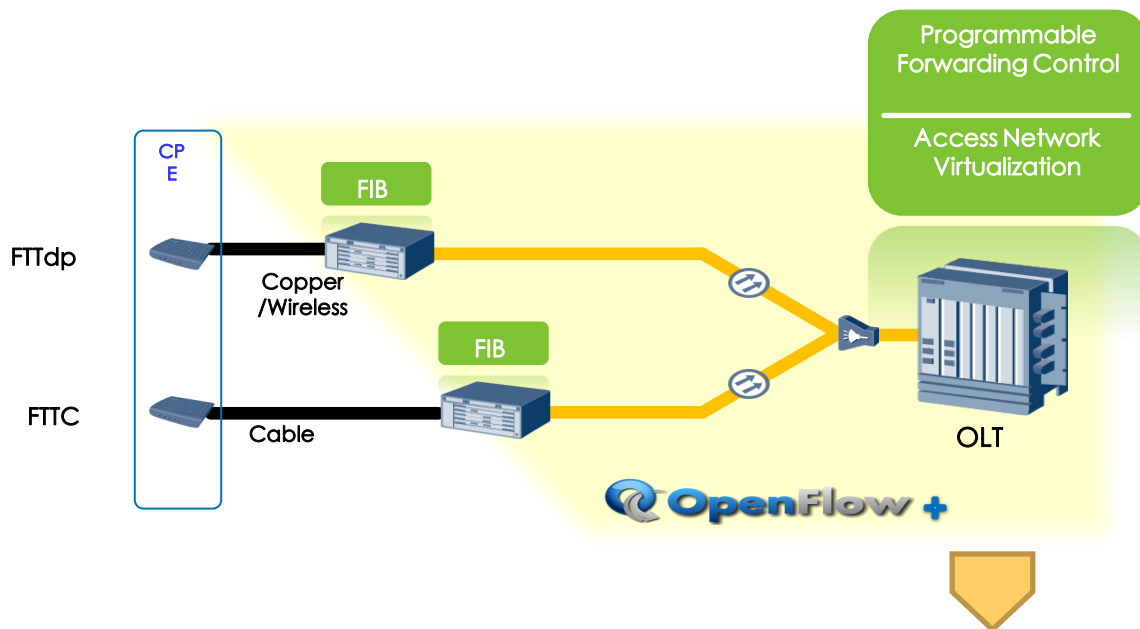 Programmable
Forwarding Control
Access Network
Virtualization
CP
E
FIB
FTTdp
Copper
/Wireless
FIB
FTTC
Cable
OLT
OpenFlow +